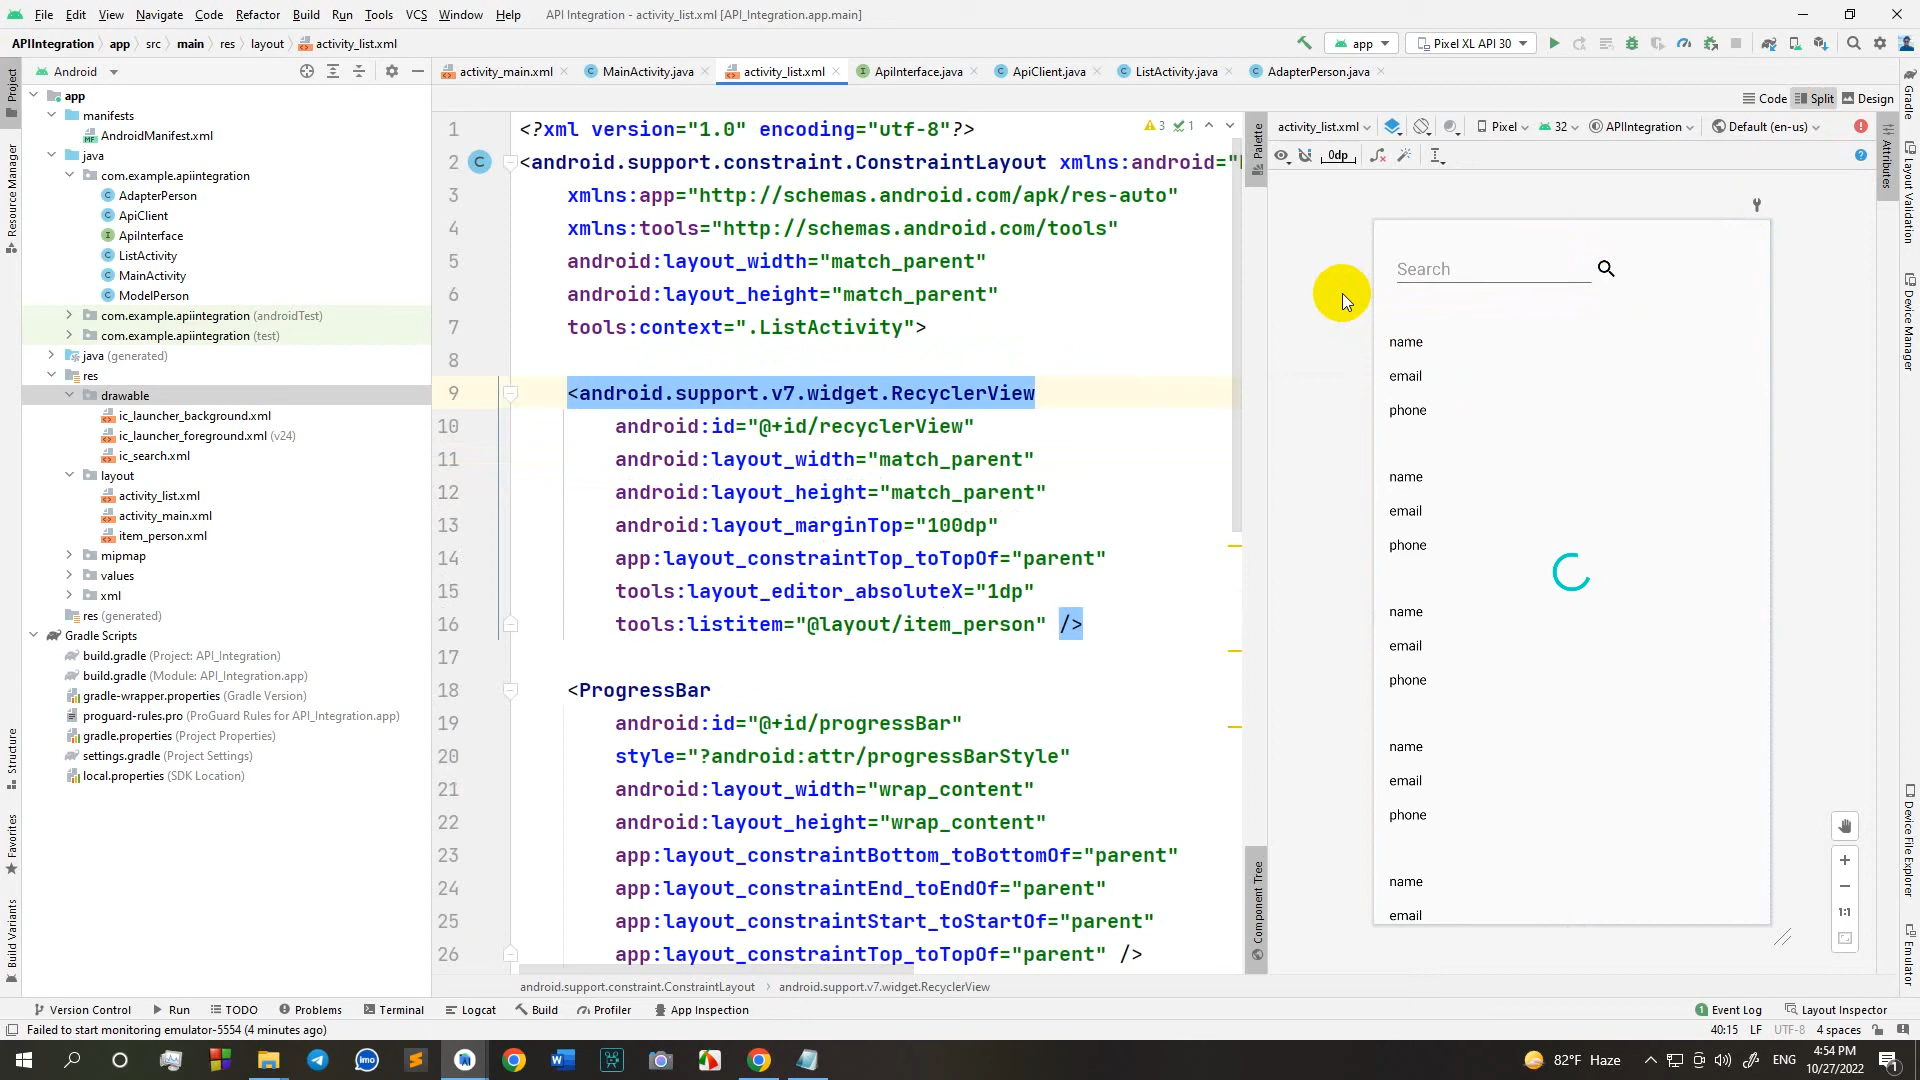 File Edit View Navigate Code Refactor Build Run Tools VCS Window Help API Integration - activity_list.xml [API_Integration.app.main]
APIIntegration app src main res layout activity_list.xml app Pixel XL API 30
Android
activity_main.xml MainActivity.java activity_list.xml ApiInterface.java ApiClient.java ListActivity.java AdapterPerson.java
Code Split Design
Project
Resource Manager
Structure
Favorites
Build Variants
app
manifests
AndroidManifest.xml
java
com.example.apiintegration
AdapterPerson
ApiClient
ApiInterface
ListActivity
MainActivity
ModelPerson
com.example.apiintegration (androidTest)
com.example.apiintegration (test)
java (generated)
res
drawable
ic_launcher_background.xml
ic_launcher_foreground.xml (v24)
ic_search.xml
layout
activity_list.xml
activity_main.xml
item_person.xml
mipmap
values
xml
res (generated)
Gradle Scripts
build.gradle (Project: API_Integration)
build.gradle (Module: API_Integration.app)
gradle-wrapper.properties (Gradle Version)
proguard-rules.pro (ProGuard Rules for API_Integration.app)
gradle.properties (Project Properties)
settings.gradle (Project Settings)
local.properties (SDK Location)
3 1
1 <?xml version="1.0" encoding="utf-8"?>
2 <android.support.constraint.ConstraintLayout xmlns:android="
3 xmlns:app="http://schemas.android.com/apk/res-auto"
4 xmlns:tools="http://schemas.android.com/tools"
5 android:layout_width="match_parent"
6 android:layout_height="match_parent"
7 tools:context=".ListActivity">
8
9 <android.support.v7.widget.RecyclerView
10 android:id="@+id/recyclerView"
11 android:layout_width="match_parent"
12 android:layout_height="match_parent"
13 android:layout_marginTop="100dp"
14 app:layout_constraintTop_toTopOf="parent"
15 tools:layout_editor_absoluteX="1dp"
16 tools:listitem="@layout/item_person" />
17
18 <ProgressBar
19 android:id="@+id/progressBar"
20 style="?android:attr/progressBarStyle"
21 android:layout_width="wrap_content"
22 android:layout_height="wrap_content"
23 app:layout_constraintBottom_toBottomOf="parent"
24 app:layout_constraintEnd_toEndOf="parent"
25 app:layout_constraintStart_toStartOf="parent"
26 app:layout_constraintTop_toTopOf="parent" />
android.support.constraint.ConstraintLayout android.support.v7.widget.RecyclerView
Palette
Component Tree
activity_list.xml Pixel 32 APIIntegration Default (en-us)
0dp
Search
name
email
phone
name
email
phone
name
email
phone
name
email
phone
name
email
1:1
Attributes
Gradle
Layout Validation
Device Manager
Device File Explorer
Emulator
Version Control Run TODO Problems Terminal Logcat Build Profiler App Inspection 1 Event Log Layout Inspector
Failed to start monitoring emulator-5554 (4 minutes ago) 40:15 LF UTF-8 4 spaces
imo
82°F Haze ENG 4:54 PM
10/27/2022
1